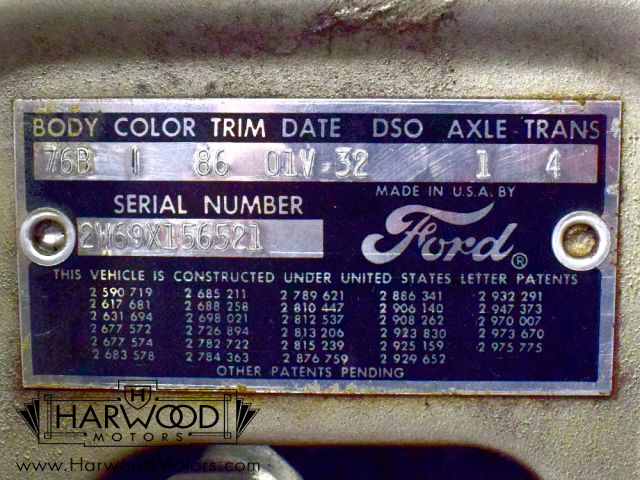 BODY COLOR TRIM DATE DSO AXLE TRANS
76B I 86 01V 32 1 4
SERIAL NUMBER
2W69X156521
MADE IN U.S.A. BY
Ford®
THIS VEHICLE IS CONSTRUCTED UNDER UNITED STATES LETTER PATENTS
2 590 719 2 685 211 2 789 621 2 886 341 2 932 291
2 617 681 2 688 258 2 810 447 2 906 140 2 947 373
2 631 694 2 698 021 2 812 537 2 908 262 2 970 007
2 677 572 2 726 894 2 813 206 2 923 830 2 973 670
2 677 574 2 782 722 2 815 239 2 925 159 2 975 775
2 683 578 2 784 363 2 876 759 2 929 652
OTHER PATENTS PENDING
H
HARWOOD
MOTORS
www.HarwoodMotors.com